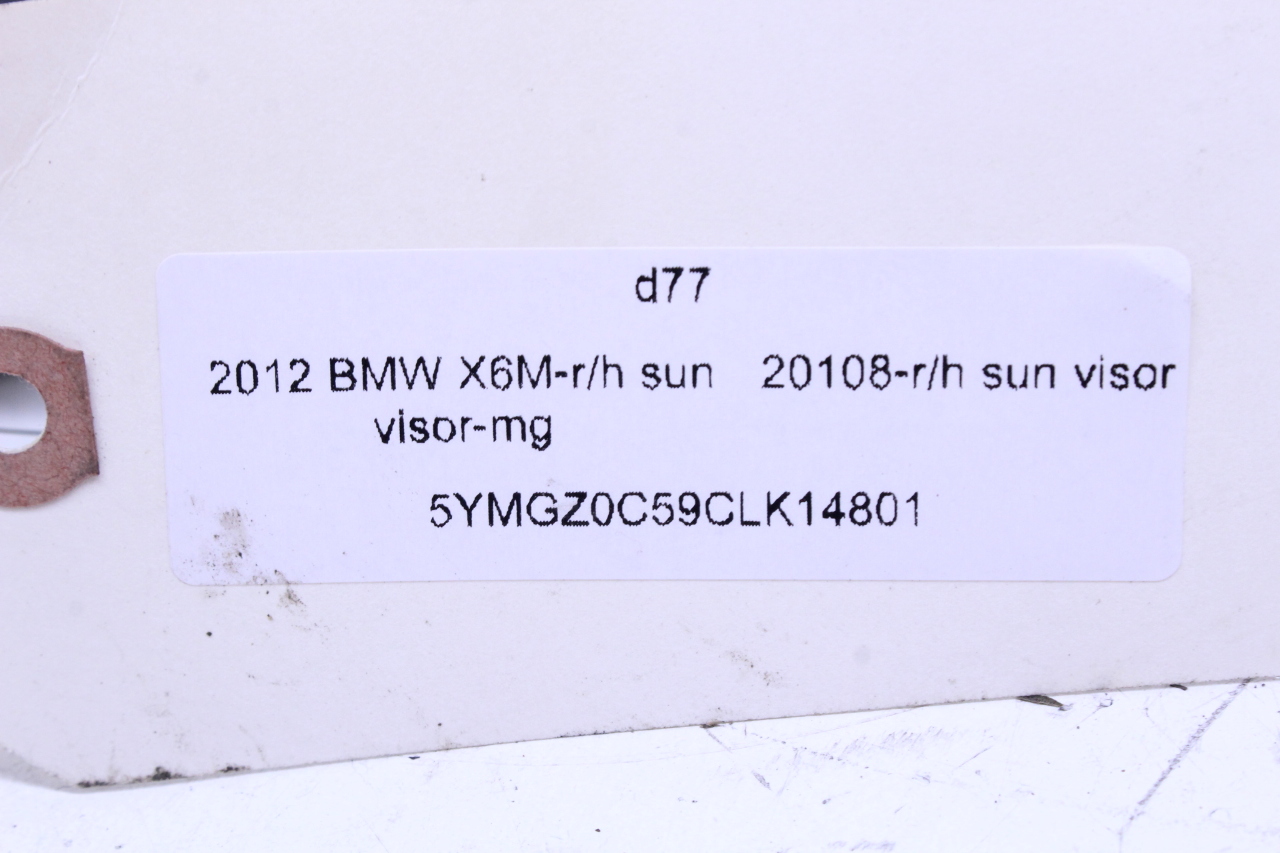 d77
2012 BMW X6M-r/h sun 20108-r/h sun visor
visor-mg
5YMGZ0C59CLK14801